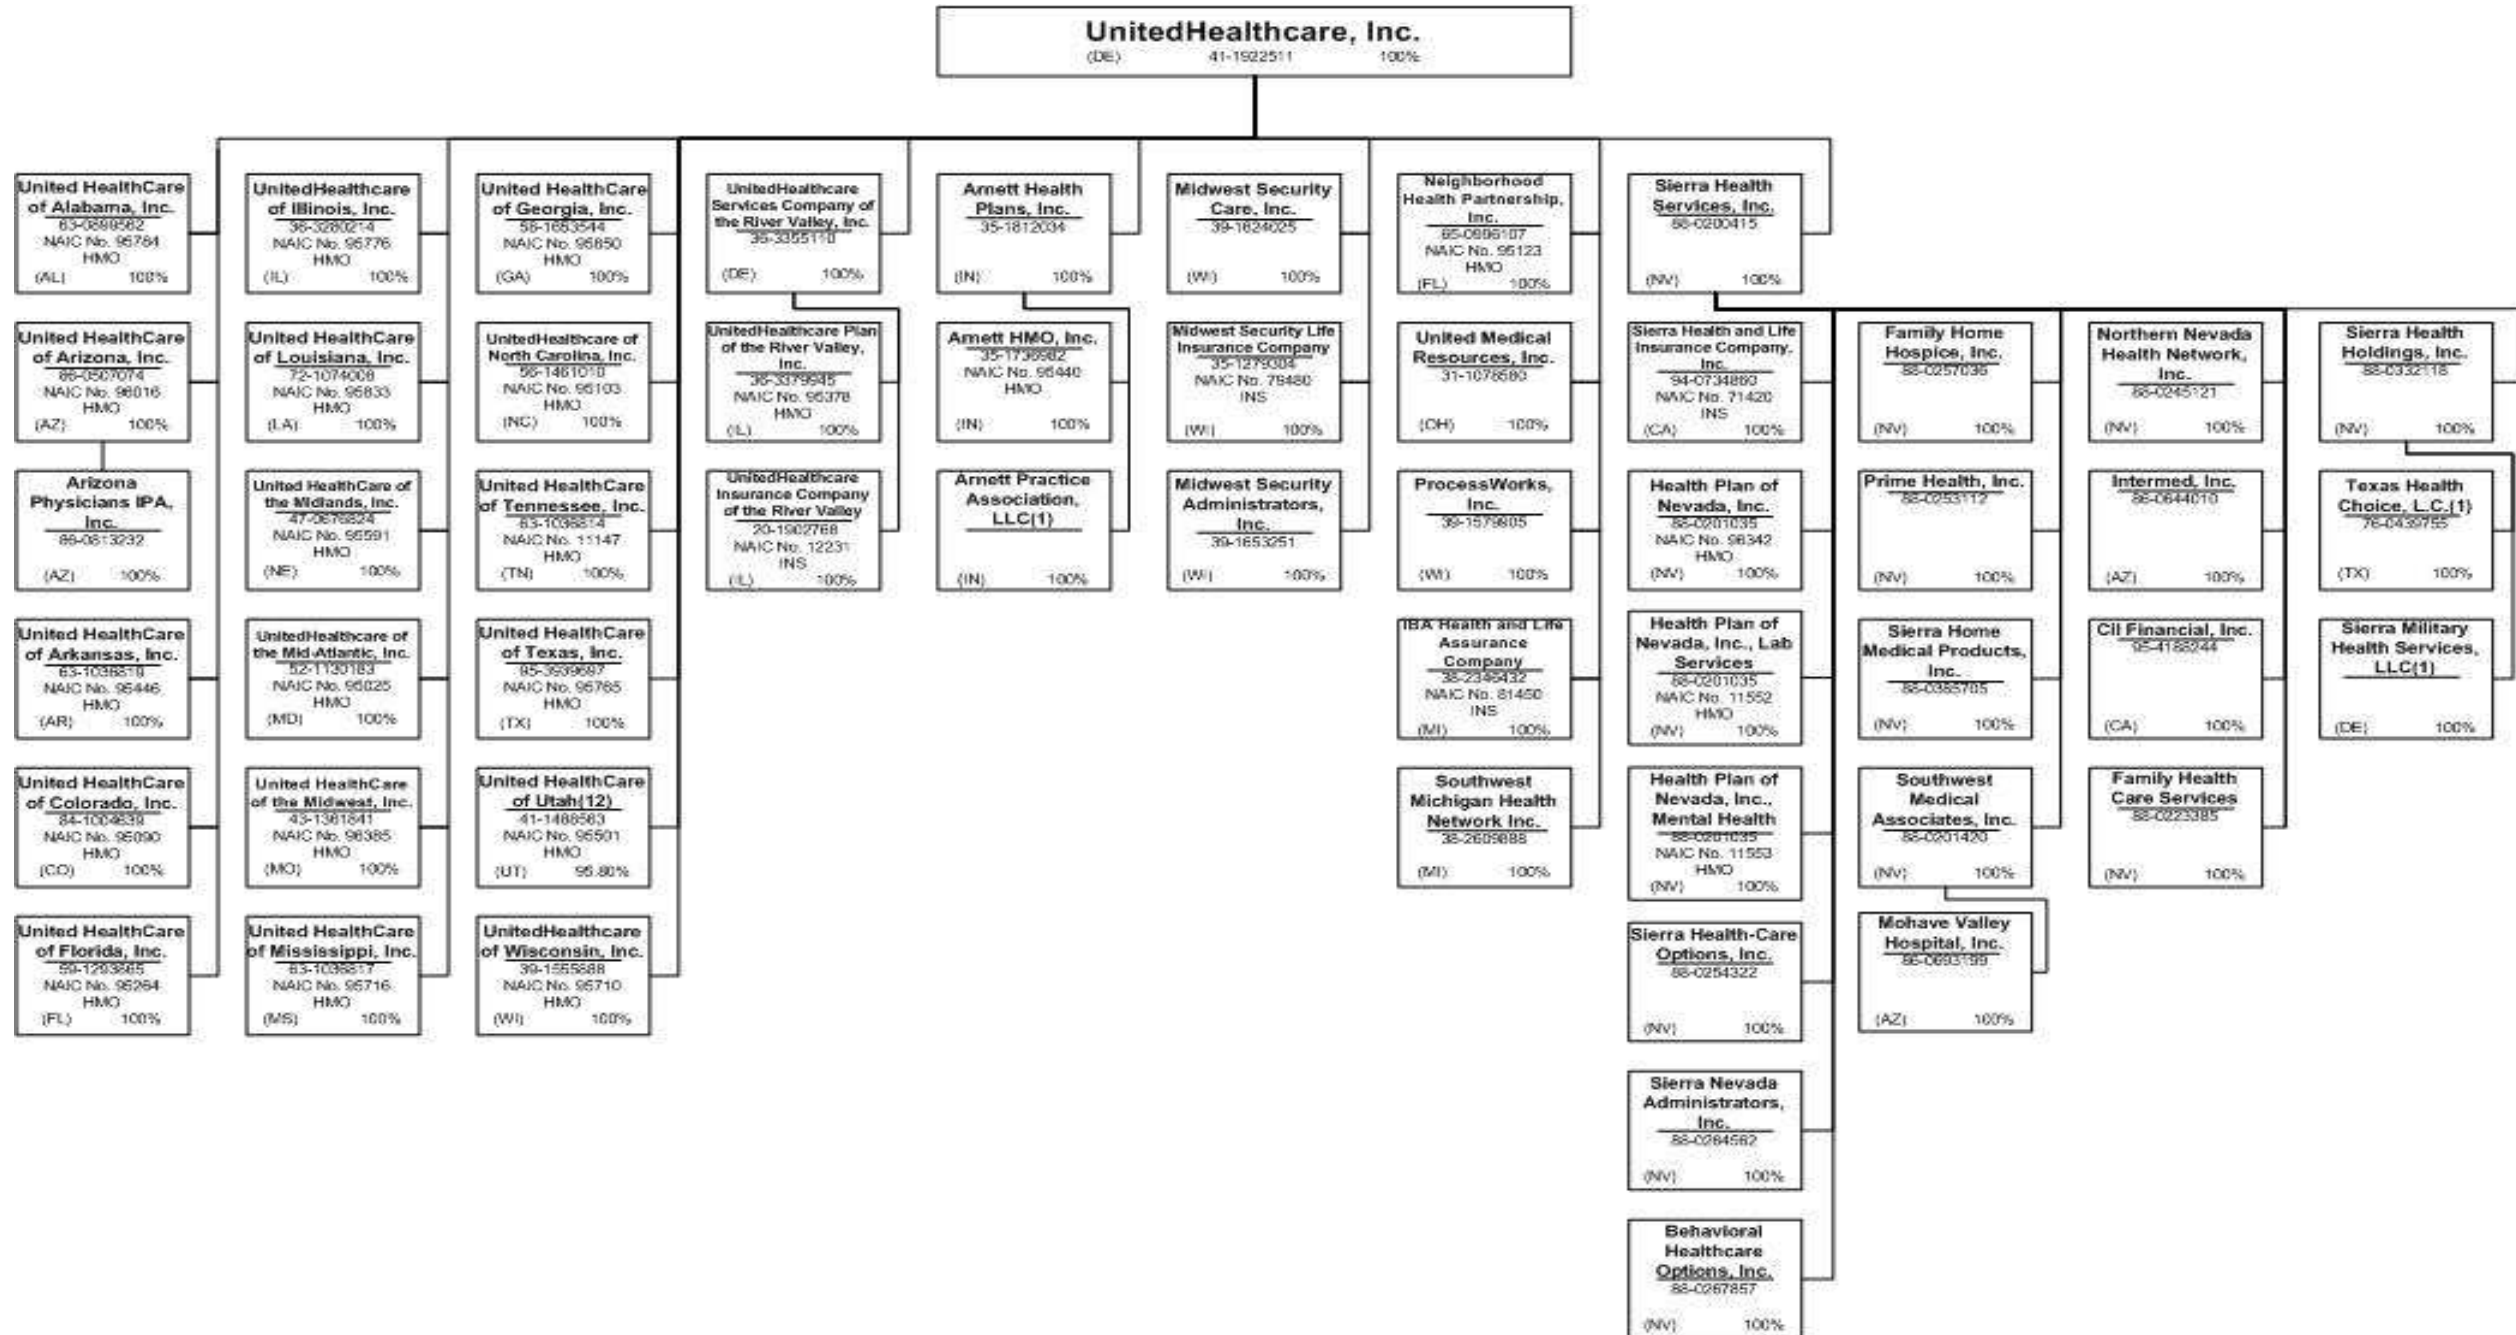 UnitedHealthcare, Inc.
(DE) 41-1922511 100%
United HealthCare
of Alabama, Inc.
63-0899562
NAIC No. 95784
HMO
(AL) 100%
United HealthCare
of Arizona, Inc.
86-0507074
NAIC No. 96016
HMO
(AZ) 100%
Arizona
Physicians IPA,
Inc.
86-0813232
(AZ) 100%
United HealthCare
of Arkansas, Inc.
63-1036819
NAIC No. 95446
HMO
(AR) 100%
United HealthCare
of Colorado, Inc.
84-1004639
NAIC No. 95090
HMO
(CO) 100%
United HealthCare
of Florida, Inc.
59-1293865
NAIC No. 95264
HMO
(FL) 100%
UnitedHealthcare
of Illinois, Inc.
36-3280214
NAIC No. 95776
HMO
(IL) 100%
United HealthCare
of Louisiana, Inc.
72-1074008
NAIC No. 95833
HMO
(LA) 100%
United HealthCare of
the Midlands, Inc.
47-0676824
NAIC No. 95591
HMO
(NE) 100%
UnitedHealthcare of
the Mid-Atlantic, Inc.
52-1130183
NAIC No. 95025
HMO
(MD) 100%
United HealthCare
of the Midwest, Inc.
43-1361841
NAIC No. 96385
HMO
(MO) 100%
United HealthCare
of Mississippi, Inc.
63-1036817
NAIC No. 95716
HMO
(MS) 100%
United HealthCare
of Georgia, Inc.
58-1653544
NAIC No. 95850
HMO
(GA) 100%
UnitedHealthcare of
North Carolina, Inc.
56-1461010
NAIC No. 95103
HMO
(NC) 100%
United HealthCare
of Tennessee, Inc.
63-1036814
NAIC No. 11147
HMO
(TN) 100%
United HealthCare
of Texas, Inc.
95-3939697
NAIC No. 95765
HMO
(TX) 100%
United HealthCare
of Utah(12)
41-1488563
NAIC No. 95501
HMO
(UT) 95.80%
UnitedHealthcare
of Wisconsin, Inc.
39-1555888
NAIC No. 95710
HMO
(WI) 100%
UnitedHealthcare
Services Company of
the River Valley, Inc.
36-3355110
(DE) 100%
UnitedHealthcare Plan
of the River Valley,
Inc.
36-3379945
NAIC No. 95378
HMO
(IL) 100%
UnitedHealthcare
Insurance Company
of the River Valley
20-1902768
NAIC No. 12231
INS
(IL) 100%
Arnett Health
Plans, Inc.
35-1812034
(IN) 100%
Arnett HMO, Inc.
35-1736982
NAIC No. 95440
HMO
(IN) 100%
Arnett Practice
Association,
LLC(1)
(IN) 100%
Midwest Security
Care, Inc.
39-1824025
(WI) 100%
Midwest Security Life
Insurance Company
35-1279304
NAIC No. 79480
INS
(WI) 100%
Midwest Security
Administrators,
Inc.
39-1653251
(WI) 100%
Neighborhood
Health Partnership,
Inc.
65-0996107
NAIC No. 95123
HMO
(FL) 100%
United Medical
Resources, Inc.
31-1078580
(OH) 100%
ProcessWorks,
Inc.
39-1579905
(WI) 100%
IBA Health and Life
Assurance
Company
38-2346432
NAIC No. 81450
INS
(MI) 100%
Southwest
Michigan Health
Network Inc.
38-2609888
(MI) 100%
Sierra Health
Services, Inc.
88-0200415
(NV) 100%
Sierra Health and Life
Insurance Company,
Inc.
94-0734860
NAIC No. 71420
INS
(CA) 100%
Health Plan of
Nevada, Inc.
88-0201035
NAIC No. 96342
HMO
(NV) 100%
Health Plan of
Nevada, Inc., Lab
Services
88-0201035
NAIC No. 11552
HMO
(NV) 100%
Health Plan of
Nevada, Inc.,
Mental Health
88-0201035
NAIC No. 11553
HMO
(NV) 100%
Sierra Health-Care
Options, Inc.
88-0254322
(NV) 100%
Sierra Nevada
Administrators,
Inc.
88-0264562
(NV) 100%
Behavioral
Healthcare
Options, Inc.
88-0267857
(NV) 100%
Family Home
Hospice, Inc.
88-0257036
(NV) 100%
Prime Health, Inc.
88-0253112
(NV) 100%
Sierra Home
Medical Products,
Inc.
88-0385705
(NV) 100%
Southwest
Medical
Associates, Inc.
88-0201420
(NV) 100%
Mohave Valley
Hospital, Inc.
86-0693199
(AZ) 100%
Northern Nevada
Health Network,
Inc.
88-0245121
(NV) 100%
Intermed, Inc.
86-0644010
(AZ) 100%
CII Financial, Inc.
95-4188244
(CA) 100%
Family Health
Care Services
88-0223385
(NV) 100%
Sierra Health
Holdings, Inc.
88-0332118
(NV) 100%
Texas Health
Choice, L.C.(1)
76-0439755
(TX) 100%
Sierra Military
Health Services,
LLC(1)
(DE) 100%